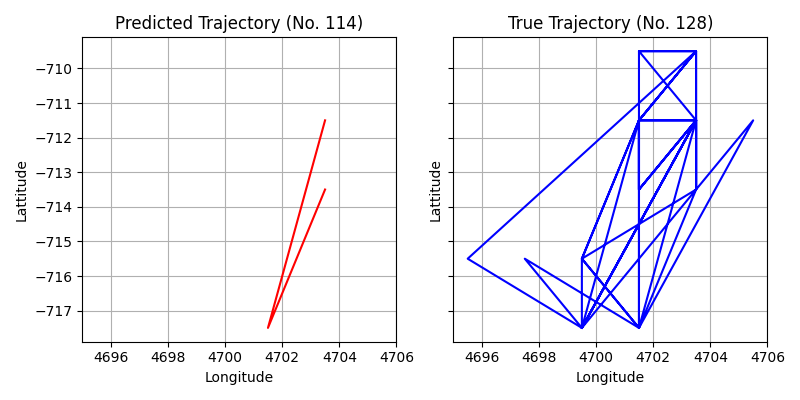 Predicted Trajectory (No. 114)
True Trajectory (No. 128)
Lattitude
−710
−711
−712
−713
−714
−715
−716
−717
4696 4698 4700 4702 4704 4706
Longitude
Lattitude
4696 4698 4700 4702 4704 4706
Longitude